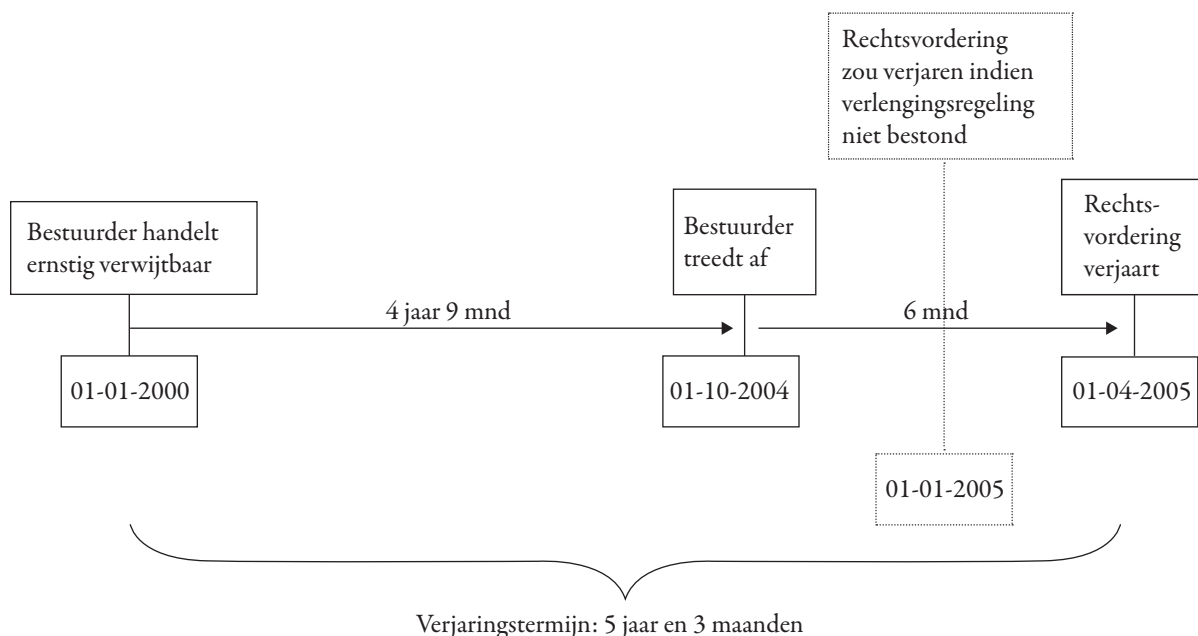 Rechtsvordering
zou verjaren indien
verlengingsregeling
niet bestond
Bestuurder handelt
ernstig verwijtbaar
Bestuurder
treedt af
Rechts-
vordering
verjaart
4 jaar 9 mnd
6 mnd
01-01-2000
01-10-2004
01-04-2005
01-01-2005
Verjaringstermijn: 5 jaar en 3 maanden